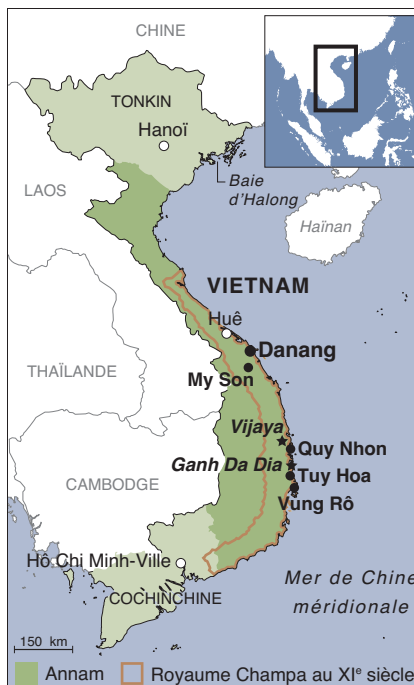 CHINE
TONKIN
Hanoï
LAOS
Baie
d'Halong
Haïnan
VIETNAM
Huê
Danang
THAÏLANDE
My Son
Vijaya
Quy Nhon
Ganh Da Dia
Tuy Hoa
CAMBODGE
Vung Rô
Hô Chi Minh-Ville
Mer de Chine
méridionale
COCHINCHINE
150 km
Annam
Royaume Champa au XIe siècle